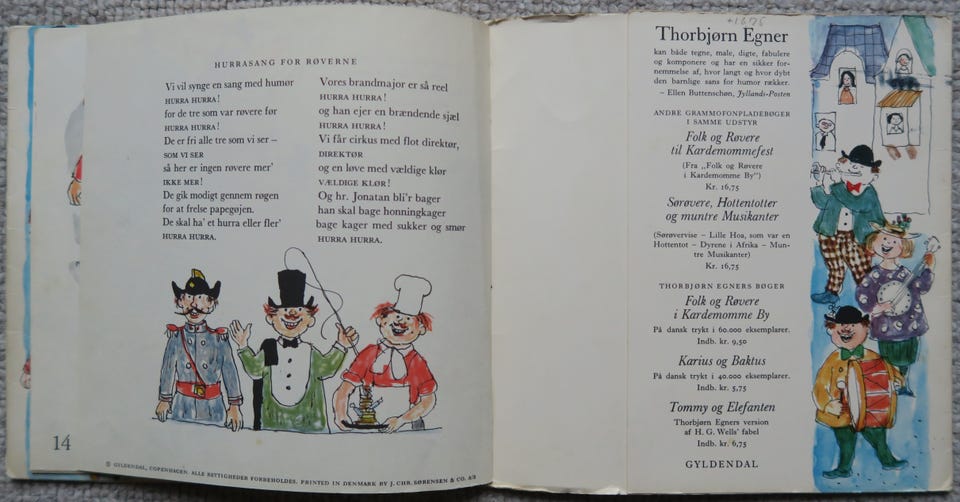 HURRASANG FOR RØVERNE
Vi vil synge en sang med humør
HURRA HURRA!
for de tre som var røvere før
HURRA HURRA!
De er fri alle tre som vi ser –
SOM VI SER
så her er ingen røvere mer'
IKKE MER!
De gik modigt gennem røgen
for at frelse papegøjen.
De skal ha' et hurra eller fler'
HURRA HURRA.
Vores brandmajor er så reel
HURRA HURRA!
og han ejer en brændende sjæl
HURRA HURRA!
Vi får cirkus med flot direktør,
DIREKTØR
og en løve med vældige klør
VÆLDIGE KLØR!
Og hr. Jonatan bli'r bager
han skal bage honningkager
bage kager med sukker og smør
HURRA HURRA.
14
© GYLDENDAL, COPENHAGEN. ALLE RETTIGHEDER FORBEHOLDES. PRINTED IN DENMARK BY J. CHR. SØRENSEN & CO. A/S
+1.6.75
Thorbjørn Egner
kan både tegne, male, digte, fabulere
og komponere og har en sikker for-
nemmelse af, hvor langt og hvor dybt
den barnlige sans for humor rækker.
– Ellen Buttenschøn, Jyllands-Posten
ANDRE GRAMMOFONPLADEBØGER
I SAMME UDSTYR
Folk og Røvere
til Kardemommefest
(Fra „Folk og Røvere
i Kardemomme By")
Kr. 16,75
Sørøvere, Hottentotter
og muntre Musikanter
(Sørøvervise – Lille Hoa, som var en
Hottentot – Dyrene i Afrika – Mun-
tre Musikanter)
Kr. 16,75
THORBJØRN EGNERS BØGER
Folk og Røvere
i Kardemomme By
På dansk trykt i 60.000 eksemplarer.
Indb. kr. 9,50
Karius og Baktus
På dansk trykt i 40.000 eksemplarer.
Indb. kr. 5,75
Tommy og Elefanten
Thorbjørn Egners version
af H. G. Wells' fabel
Indb. kr. 6,75
GYLDENDAL